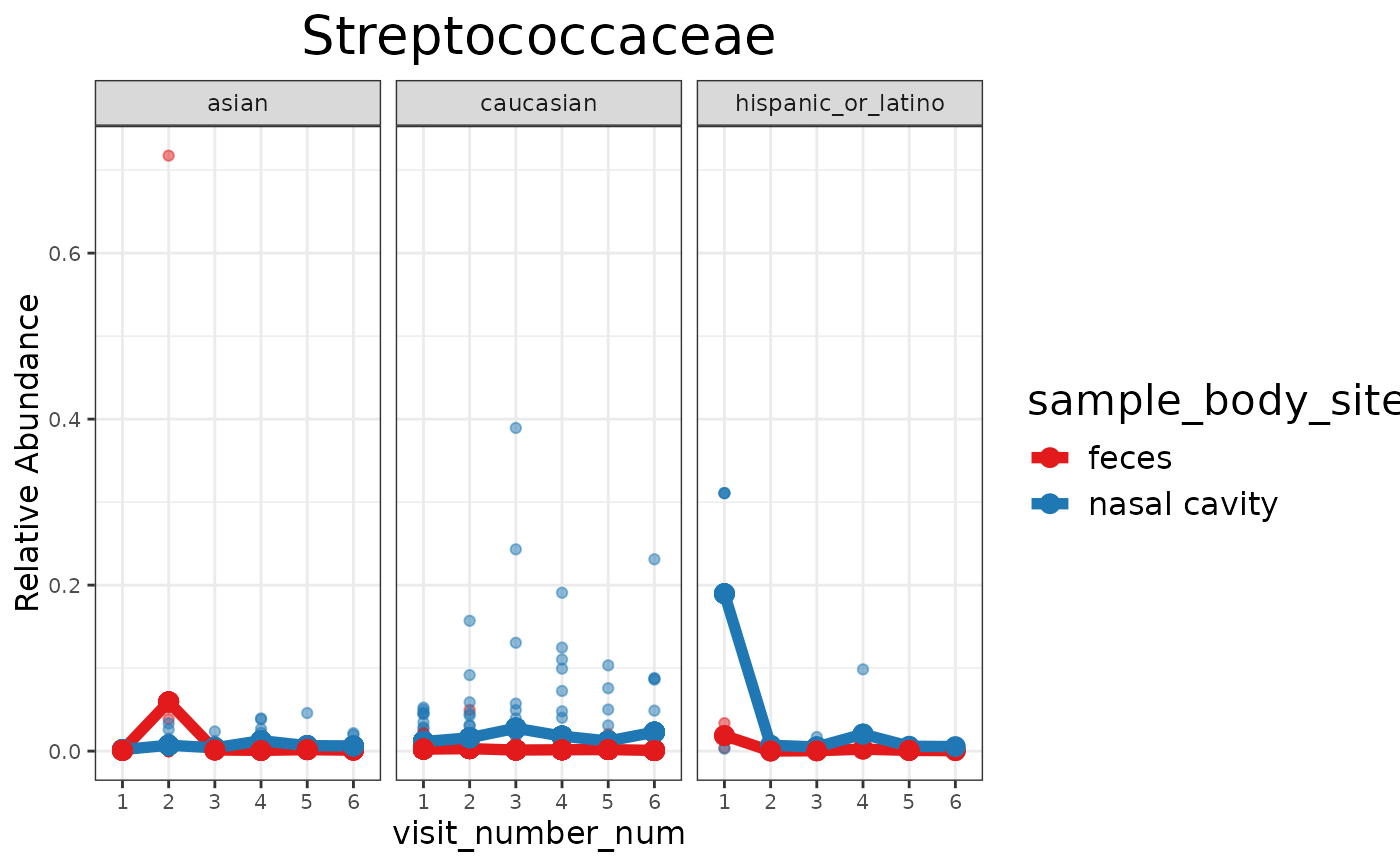 Streptococcaceae
asian caucasian hispanic_or_latino
0.6
0.4
0.2
0.0
Relative Abundance
1 2 3 4 5 6 1 2 3 4 5 6 1 2 3 4 5 6
visit_number_num
sample_body_site
feces
nasal cavity